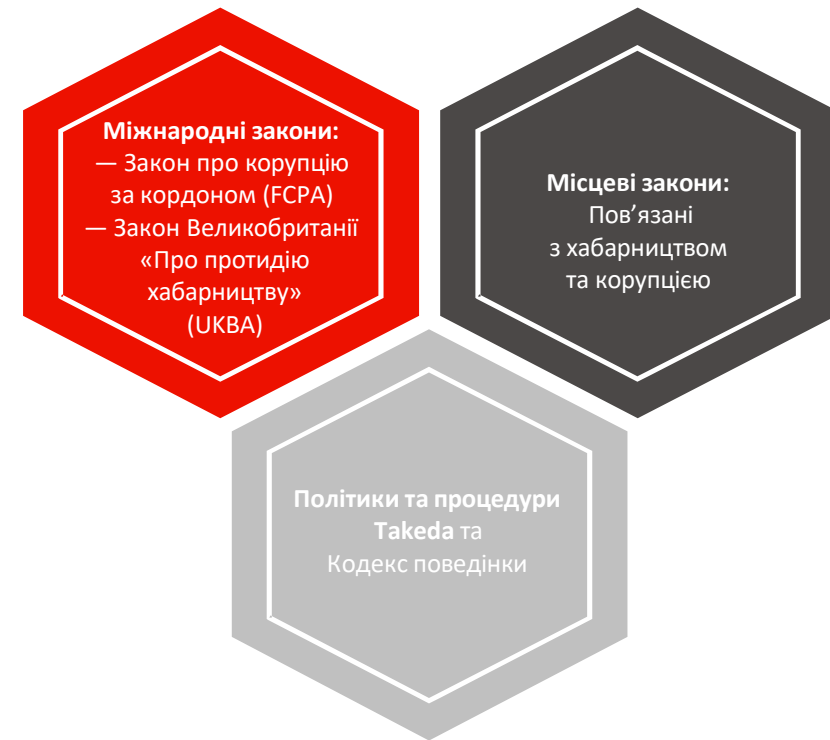 Міжнародні закони:
— Закон про корупцію
за кордоном (FCPA)
— Закон Великобританії
«Про протидію
хабарництву»
(UKBA)
Місцеві закони:
Пов’язані
з хабарництвом
та корупцією
Політики та процедури
Takeda та
Кодекс поведінки